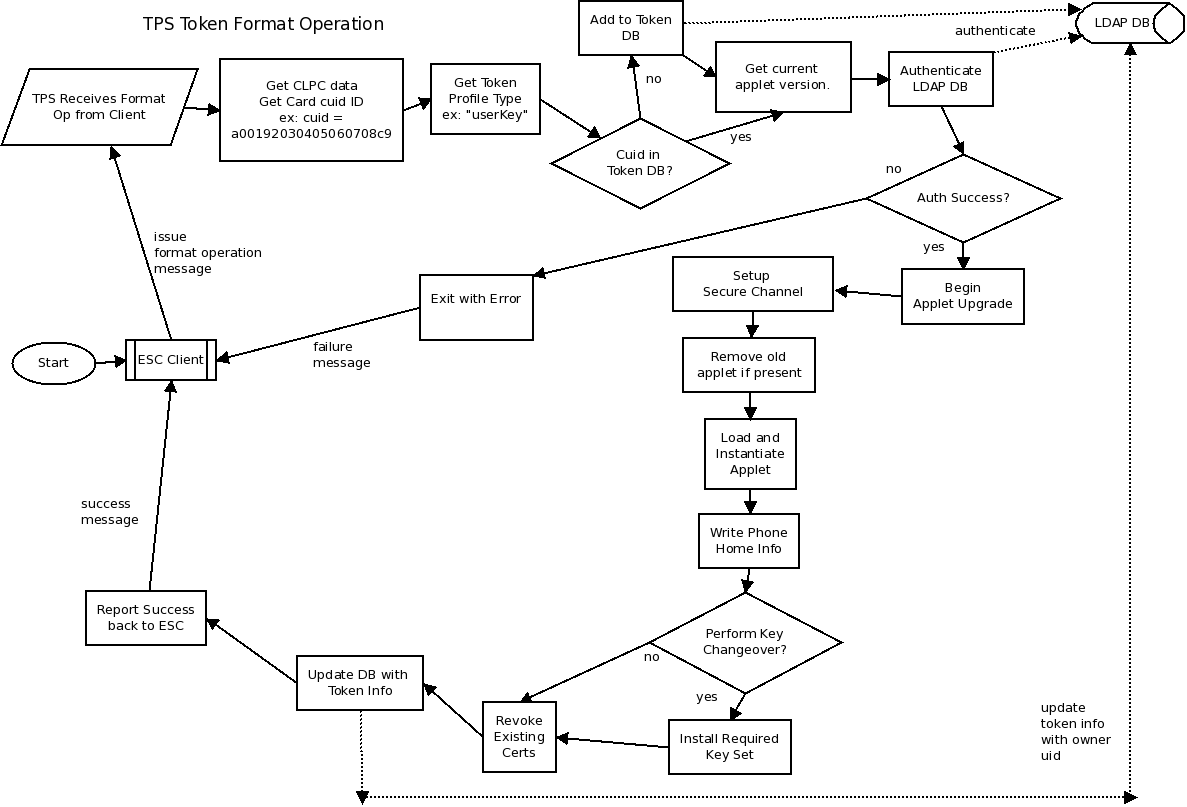 TPS Token Format Operation
Add to Token
DB
LDAP DB
authenticate
TPS Receives Format
Op from Client
Get CLPC data
Get Card cuid ID
ex: cuid =
a00192030405060708c9
Get Token
Profile Type
ex: "userKey"
no
Get current
applet version.
Authenticate
LDAP DB
yes
Cuid in
Token DB?
no
Auth Success?
yes
issue
format operation
message
Setup
Secure Channel
Begin
Applet Upgrade
Exit with Error
failure
message
Start
ESC Client
Remove old
applet if present
Load and
Instantiate
Applet
success
message
Write Phone
Home Info
Report Success
back to ESC
Perform Key
Changeover?
no
yes
Update DB with
Token Info
Revoke
Existing
Certs
Install Required
Key Set
update
token info
with owner
uid